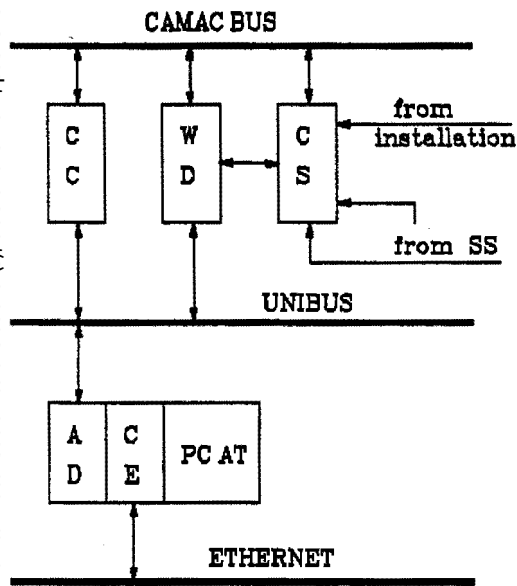 CAMAC BUS
C C
W D
C S
from
installation
from SS
UNIBUS
A D
C E
PC AT
ETHERNET